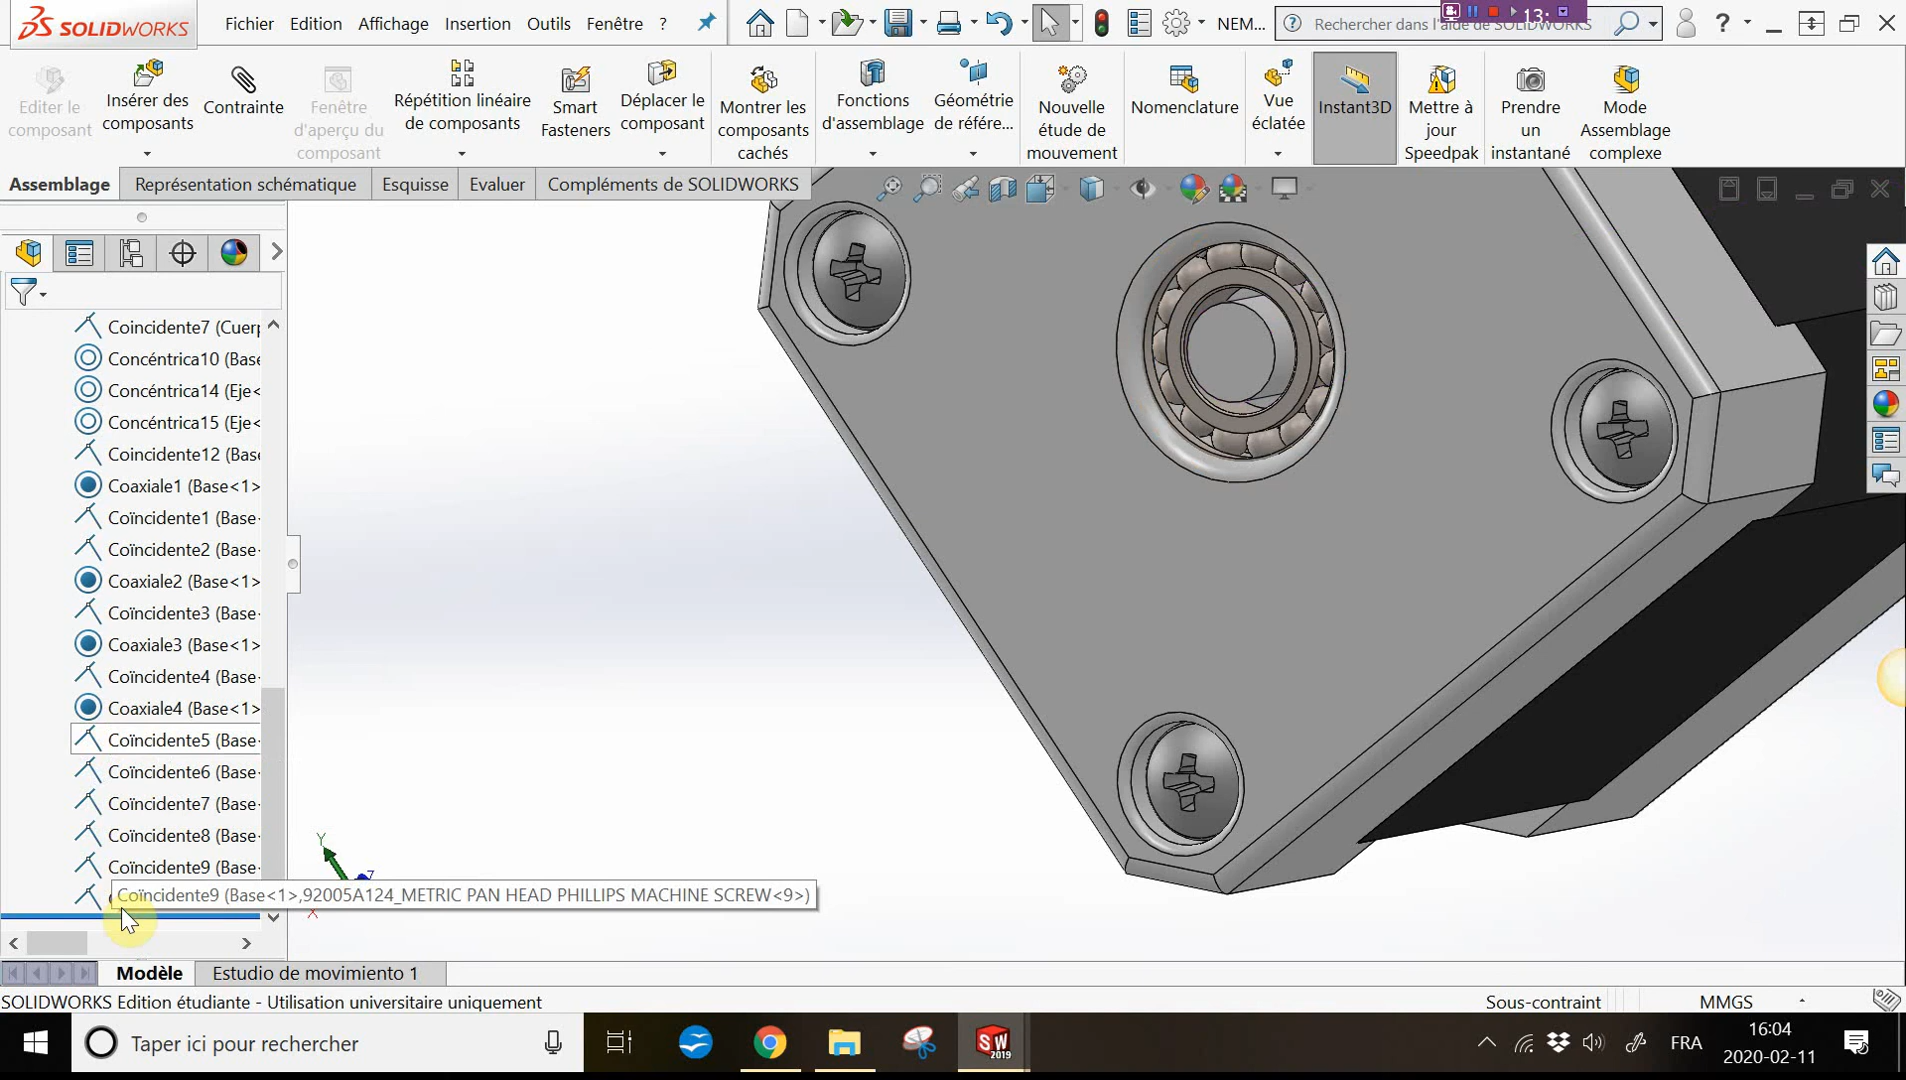 SOLIDWORKS
Fichier Edition Affichage Insertion Outils Fenêtre ?
NEM...
Rechercher dans l'aide de SOLIDWORKS
13:
?
Editer le composant
Insérer des composants
Contrainte
Fenêtre d'aperçu du composant
Répétition linéaire de composants
Smart Fasteners
Déplacer le composant
Montrer les composants cachés
Fonctions d'assemblage
Géométrie de référe...
Nouvelle étude de mouvement
Nomenclature
Vue éclatée
Instant3D
Mettre à jour Speedpak
Prendre un instantané
Mode Assemblage complexe
Assemblage Représentation schématique Esquisse Evaluer Compléments de SOLIDWORKS
Coincidente7 (Cuerp
Concéntrica10 (Base
Concéntrica14 (Eje<
Concéntrica15 (Eje<
Coincidente12 (Base
Coaxiale1 (Base<1>
Coïncidente1 (Base-
Coïncidente2 (Base-
Coaxiale2 (Base<1>
Coïncidente3 (Base-
Coaxiale3 (Base<1>
Coïncidente4 (Base-
Coaxiale4 (Base<1>
Coïncidente5 (Base-
Coïncidente6 (Base-
Coïncidente7 (Base-
Coïncidente8 (Base-
Coïncidente9 (Base-
Coïncidente9 (Base<1>,92005A124_METRIC PAN HEAD PHILLIPS MACHINE SCREW<9>)
Y
Z
X
Modèle Estudio de movimiento 1
SOLIDWORKS Edition étudiante - Utilisation universitaire uniquement
Sous-contraint
MMGS
Taper ici pour rechercher
SW
2019
FRA
16:04
2020-02-11